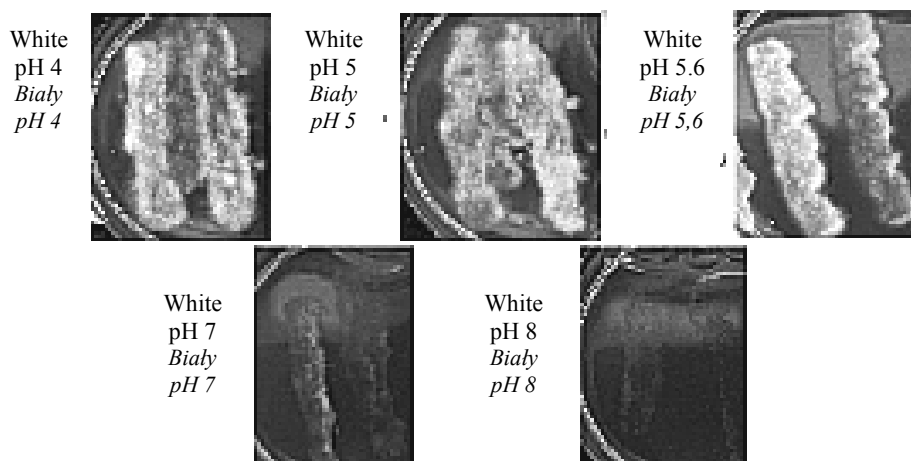 White
pH 4
Biały
pH 4
White
pH 5
Biały
pH 5
White
pH 5.6
Biały
pH 5,6
White
pH 7
Biały
pH 7
White
pH 8
Biały
pH 8